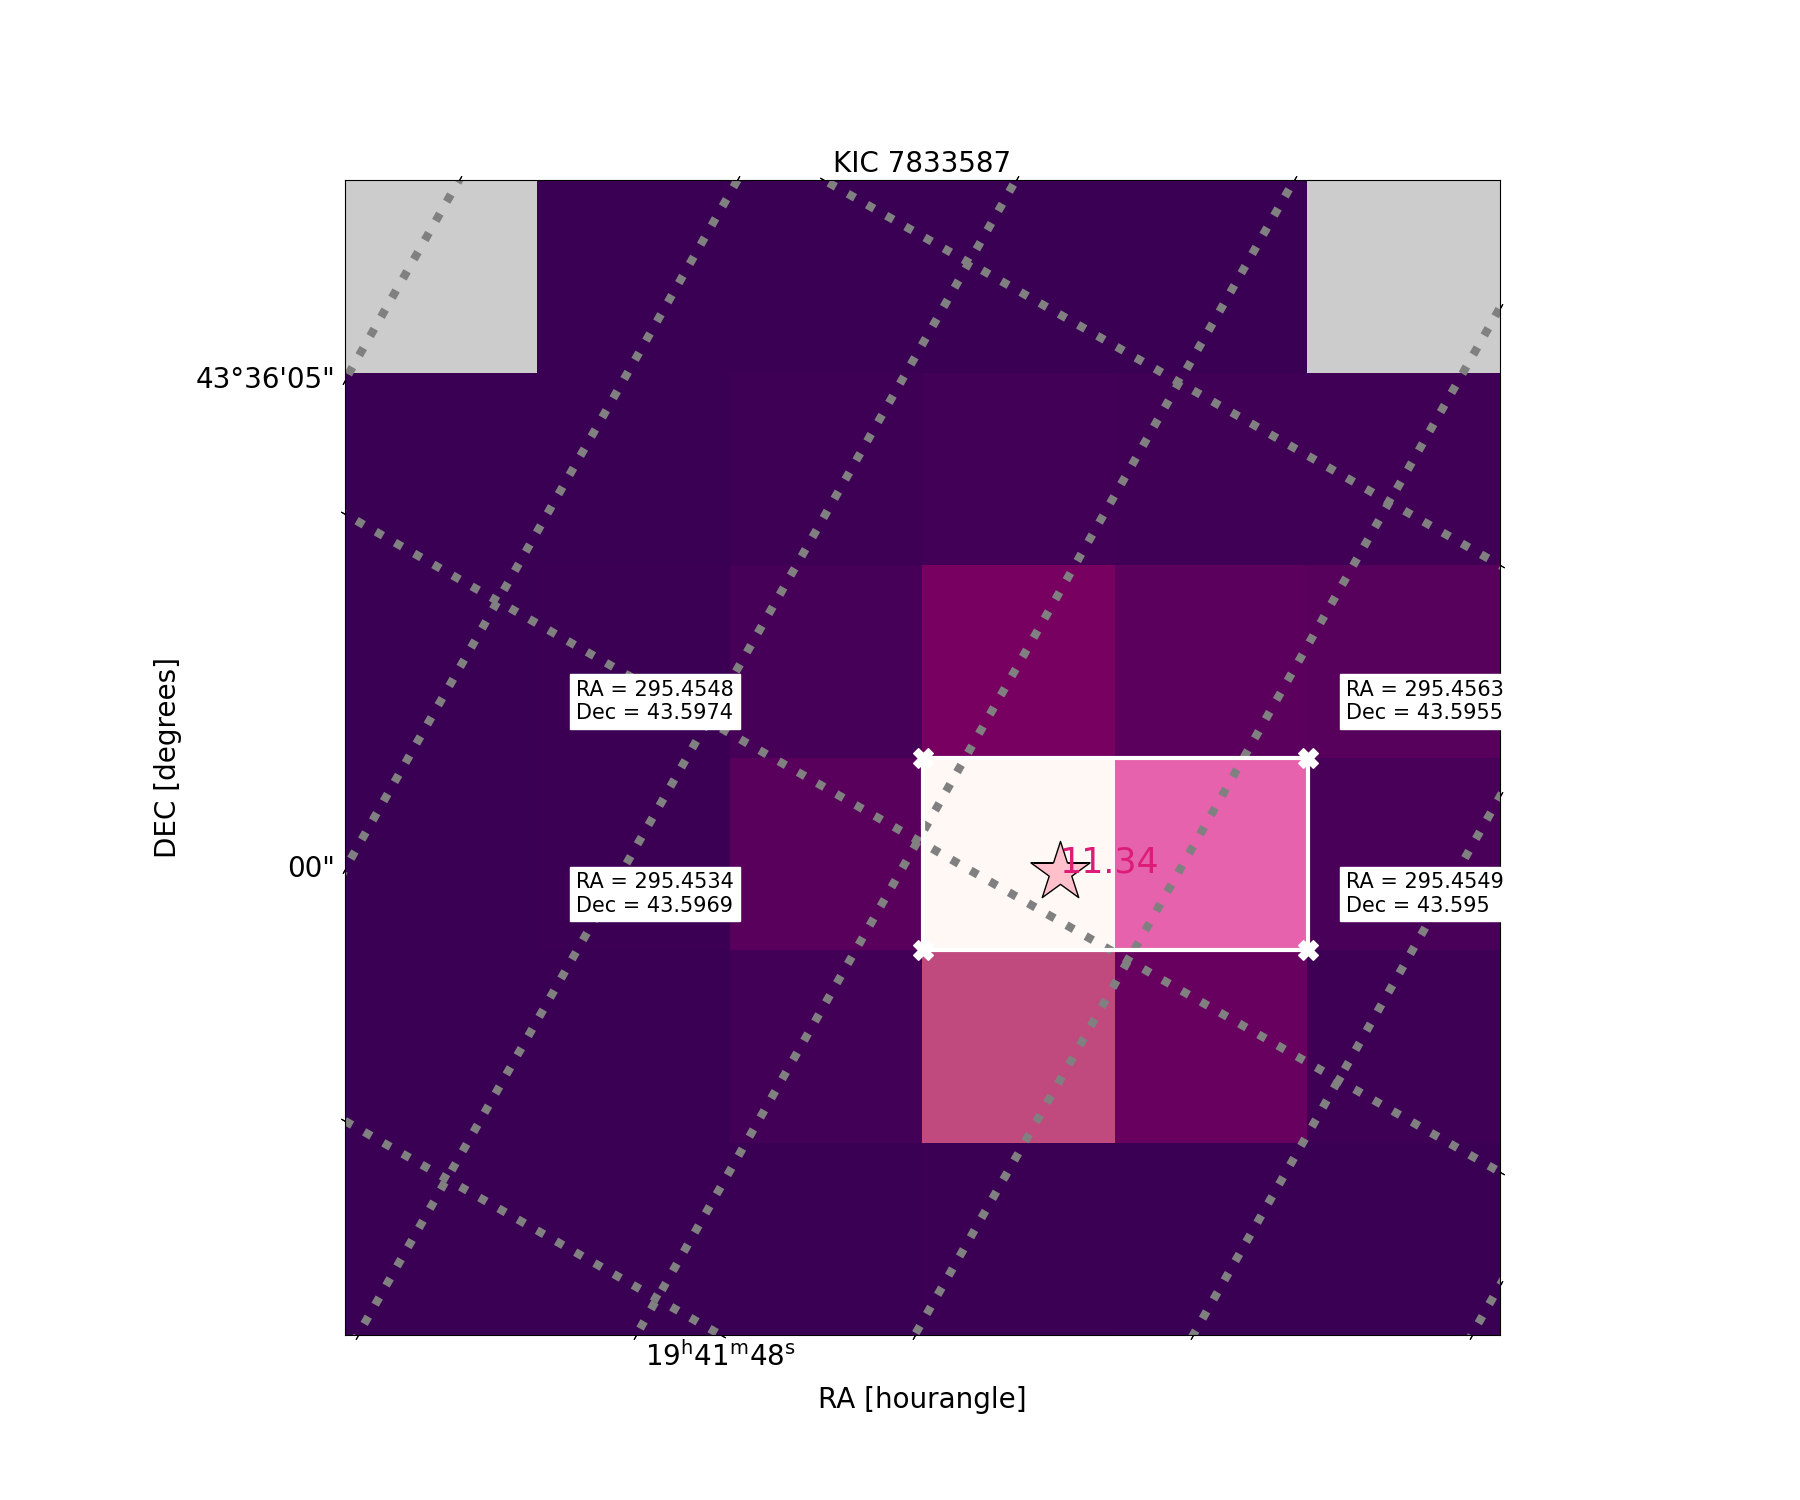 KIC 7833587
43°36'05"
RA = 295.4548
Dec = 43.5974
RA = 295.4563
Dec = 43.5955
DEC [degrees]
11.34
00"
RA = 295.4534
Dec = 43.5969
RA = 295.4549
Dec = 43.595
19ʰ41ᵐ48ˢ
RA [hourangle]